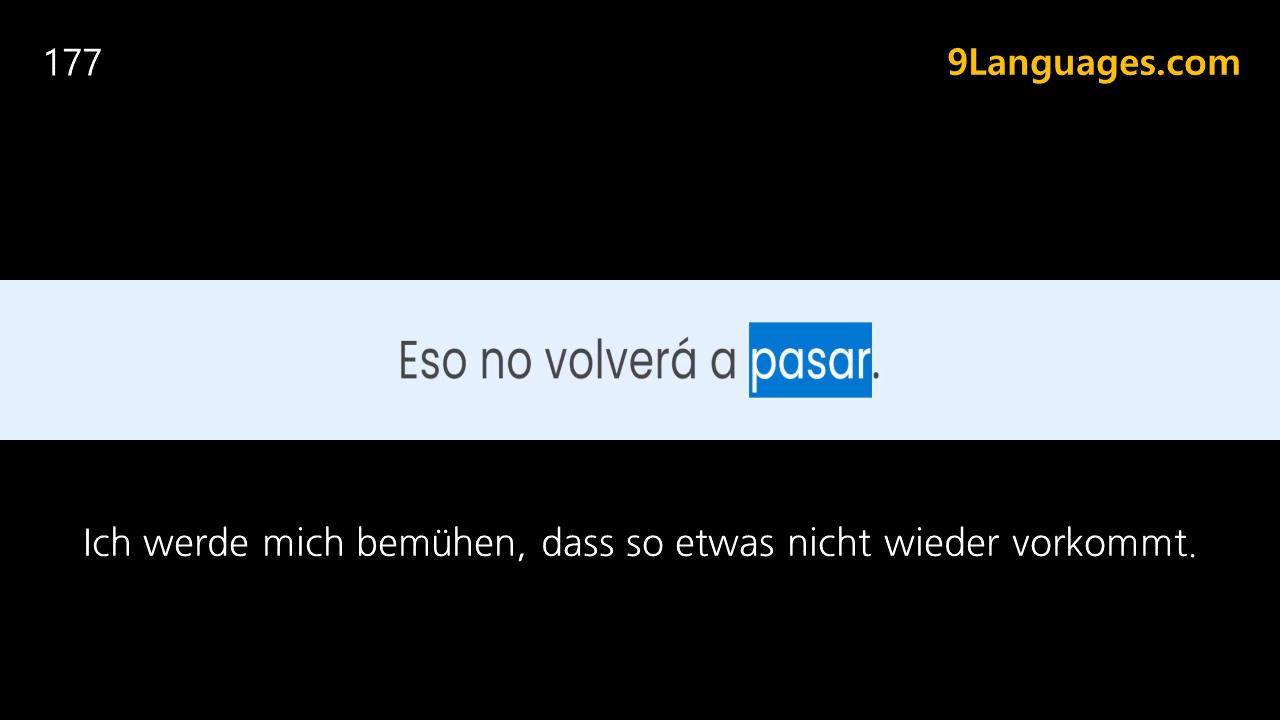 177
9Languages.com
Eso no volverá a pasar.
Ich werde mich bemühen, dass so etwas nicht wieder vorkommt.